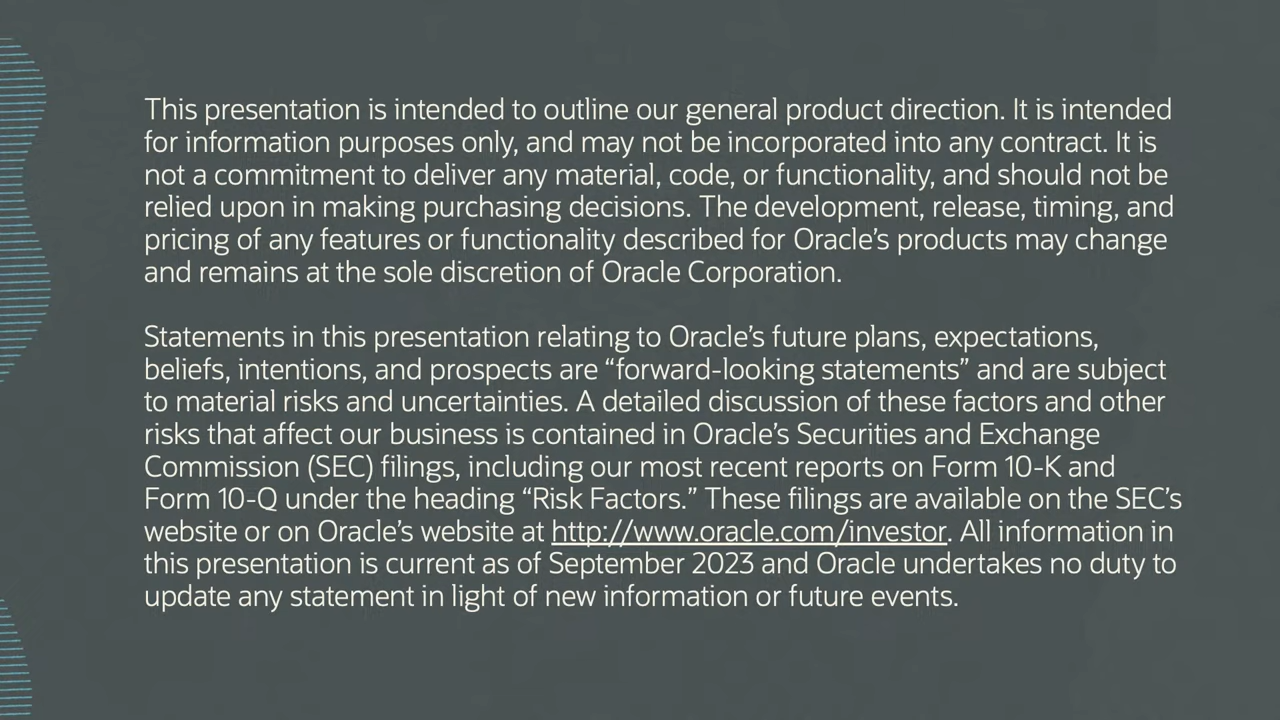 This presentation is intended to outline our general product direction. It is intended
for information purposes only, and may not be incorporated into any contract. It is
not a commitment to deliver any material, code, or functionality, and should not be
relied upon in making purchasing decisions. The development, release, timing, and
pricing of any features or functionality described for Oracle’s products may change
and remains at the sole discretion of Oracle Corporation.
Statements in this presentation relating to Oracle’s future plans, expectations,
beliefs, intentions, and prospects are “forward-looking statements” and are subject
to material risks and uncertainties. A detailed discussion of these factors and other
risks that affect our business is contained in Oracle’s Securities and Exchange
Commission (SEC) filings, including our most recent reports on Form 10-K and
Form 10-Q under the heading “Risk Factors.” These filings are available on the SEC’s
website or on Oracle’s website at http://www.oracle.com/investor. All information in
this presentation is current as of September 2023 and Oracle undertakes no duty to
update any statement in light of new information or future events.